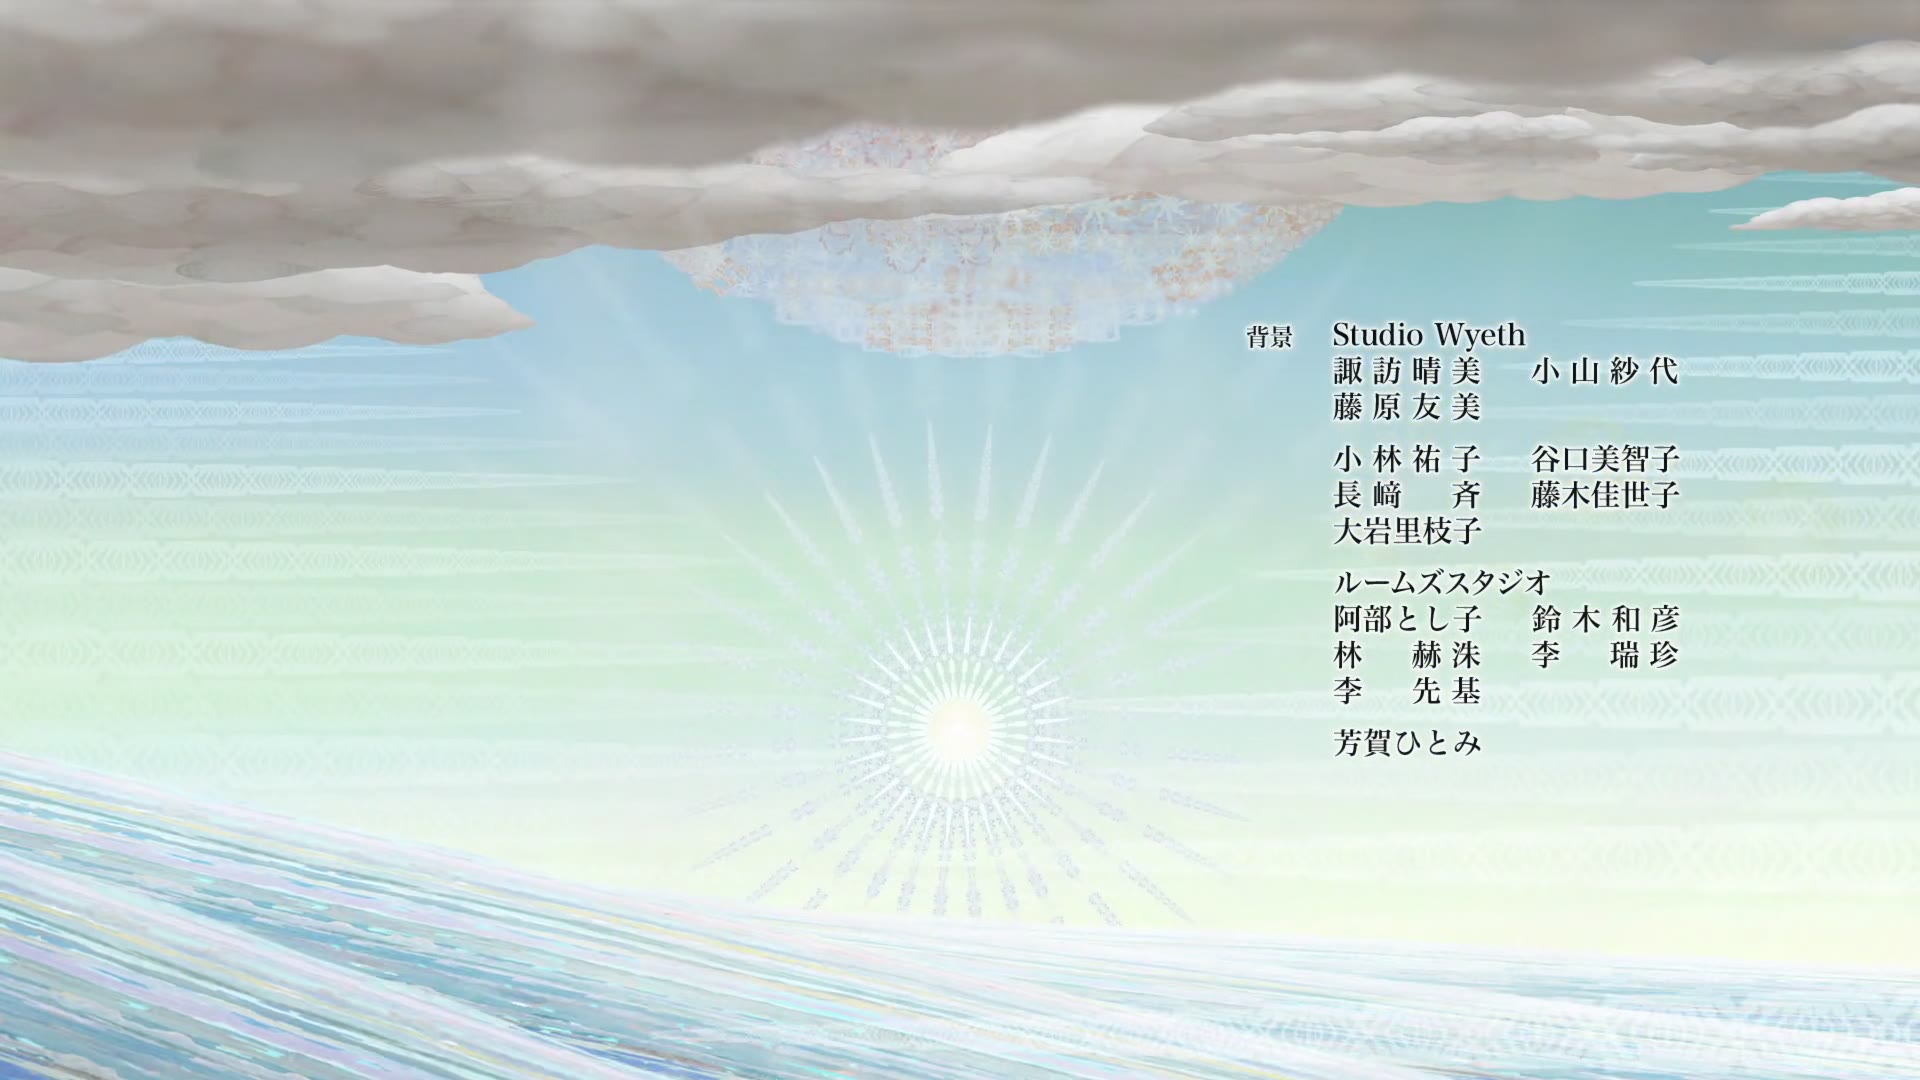 背景 Studio Wyeth
諏訪晴美 小山紗代
藤原友美
小林祐子 谷口美智子
長﨑斉 藤木佳世子
大岩里枝子
ルームズスタジオ
阿部とし子 鈴木和彦
林赫洙 李瑞珍
李先基
芳賀ひとみ